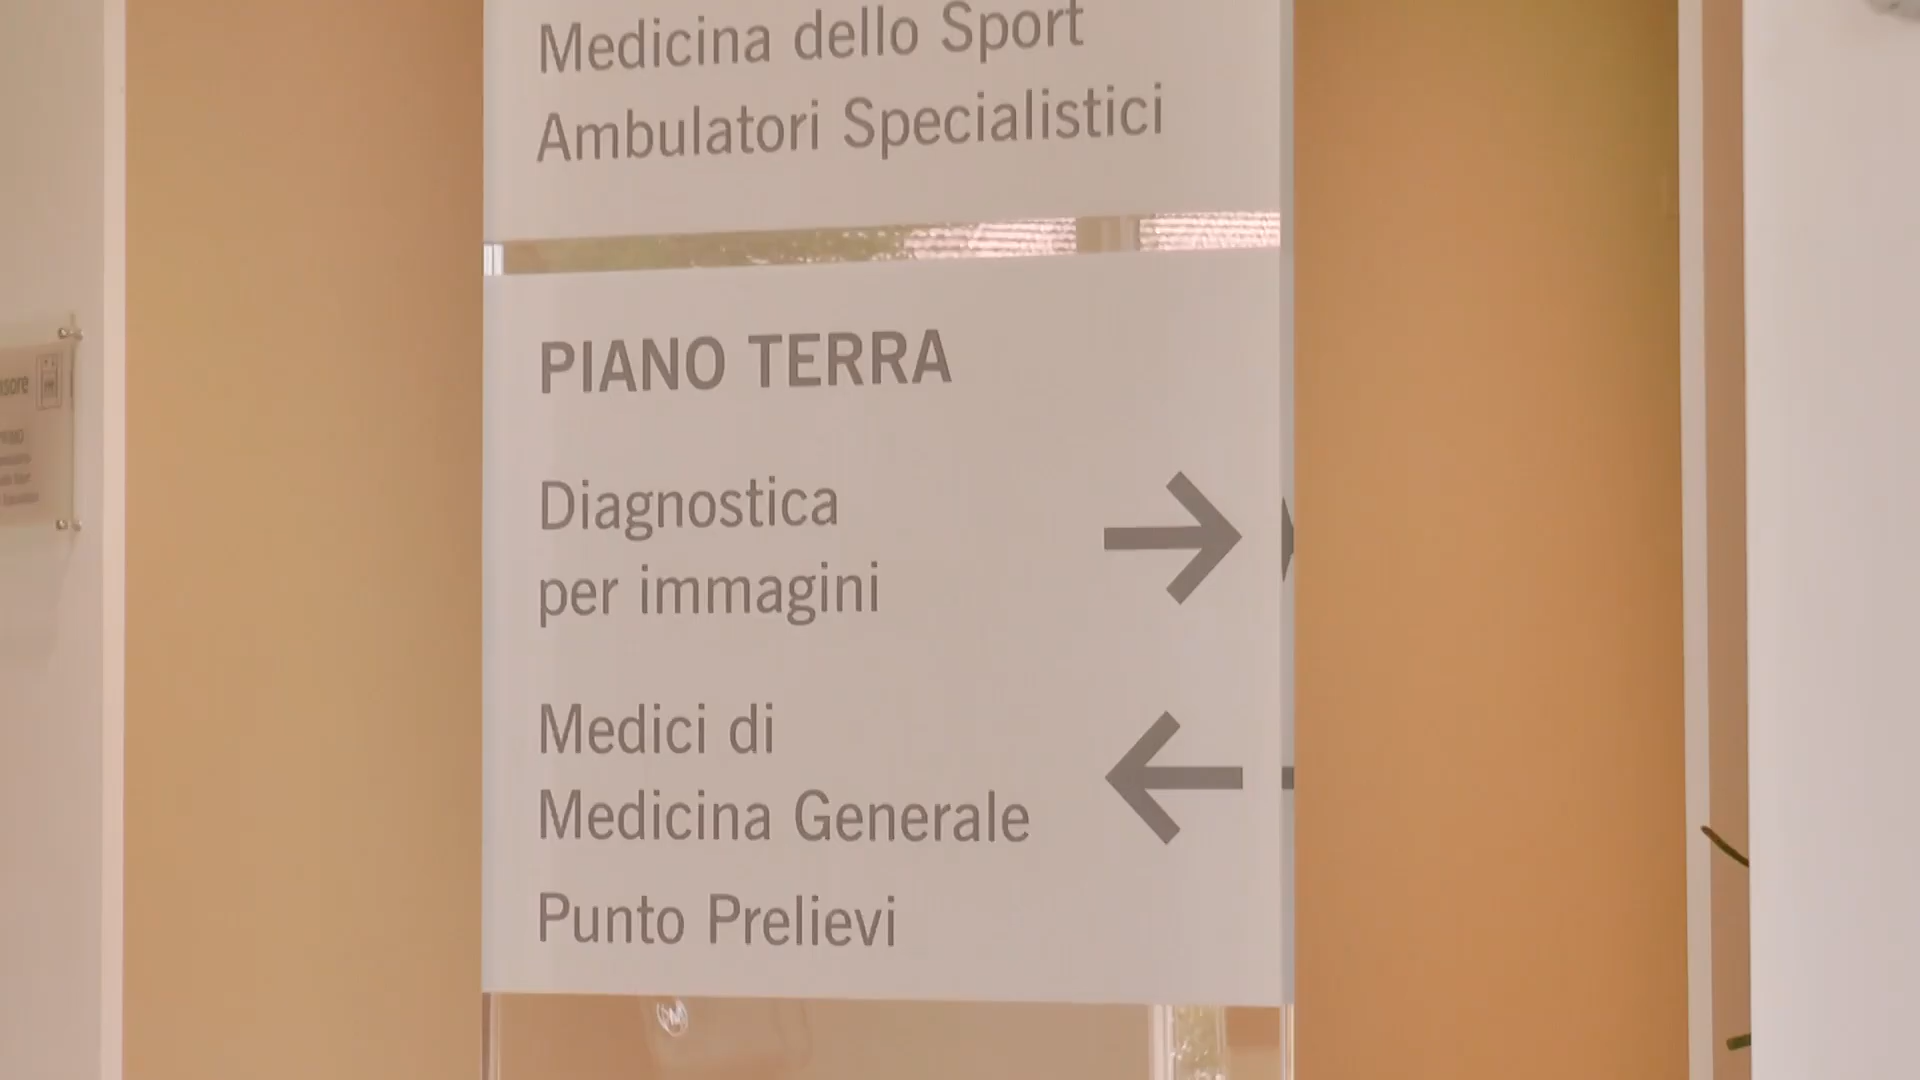 Medicina dello Sport
Ambulatori Specialistici
PIANO TERRA
Diagnostica
per immagini
Medici di
Medicina Generale
Punto Prelievi